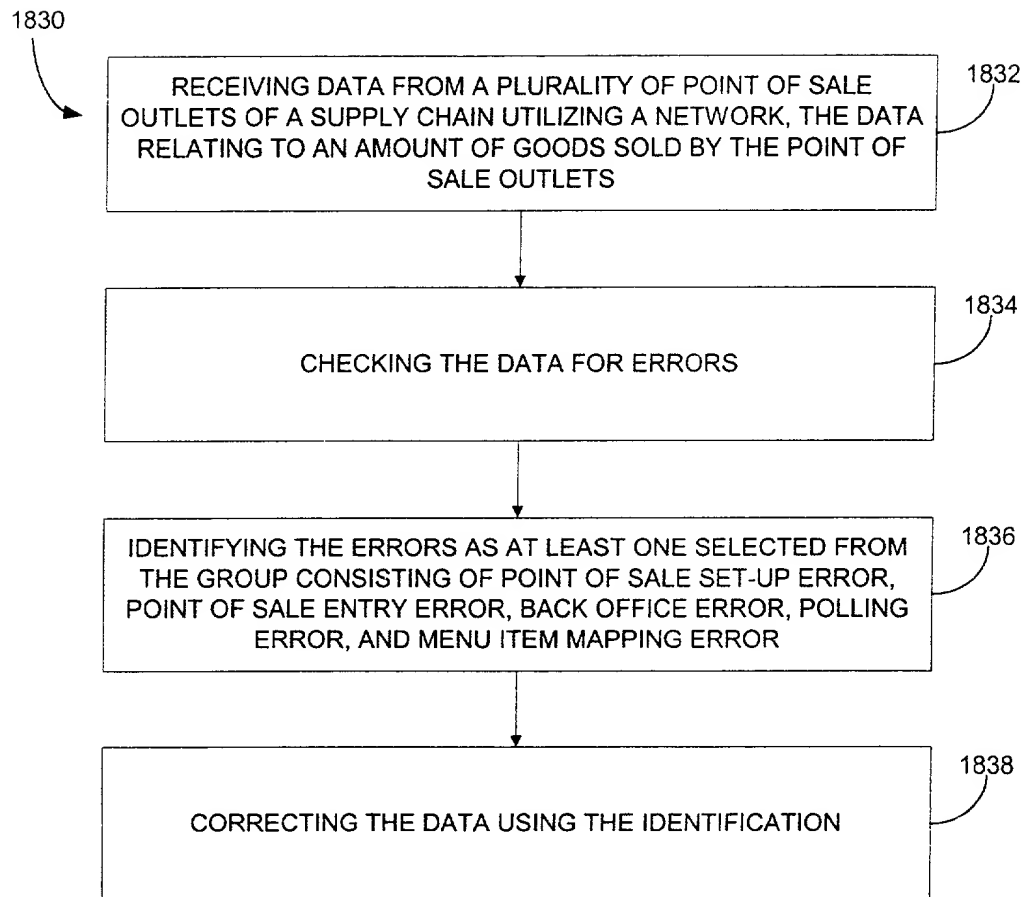 1830
1832
RECEIVING DATA FROM A PLURALITY OF POINT OF SALE
OUTLETS OF A SUPPLY CHAIN UTILIZING A NETWORK, THE DATA
RELATING TO AN AMOUNT OF GOODS SOLD BY THE POINT OF
SALE OUTLETS
1834
CHECKING THE DATA FOR ERRORS
1836
IDENTIFYING THE ERRORS AS AT LEAST ONE SELECTED FROM
THE GROUP CONSISTING OF POINT OF SALE SET-UP ERROR,
POINT OF SALE ENTRY ERROR, BACK OFFICE ERROR, POLLING
ERROR, AND MENU ITEM MAPPING ERROR
1838
CORRECTING THE DATA USING THE IDENTIFICATION